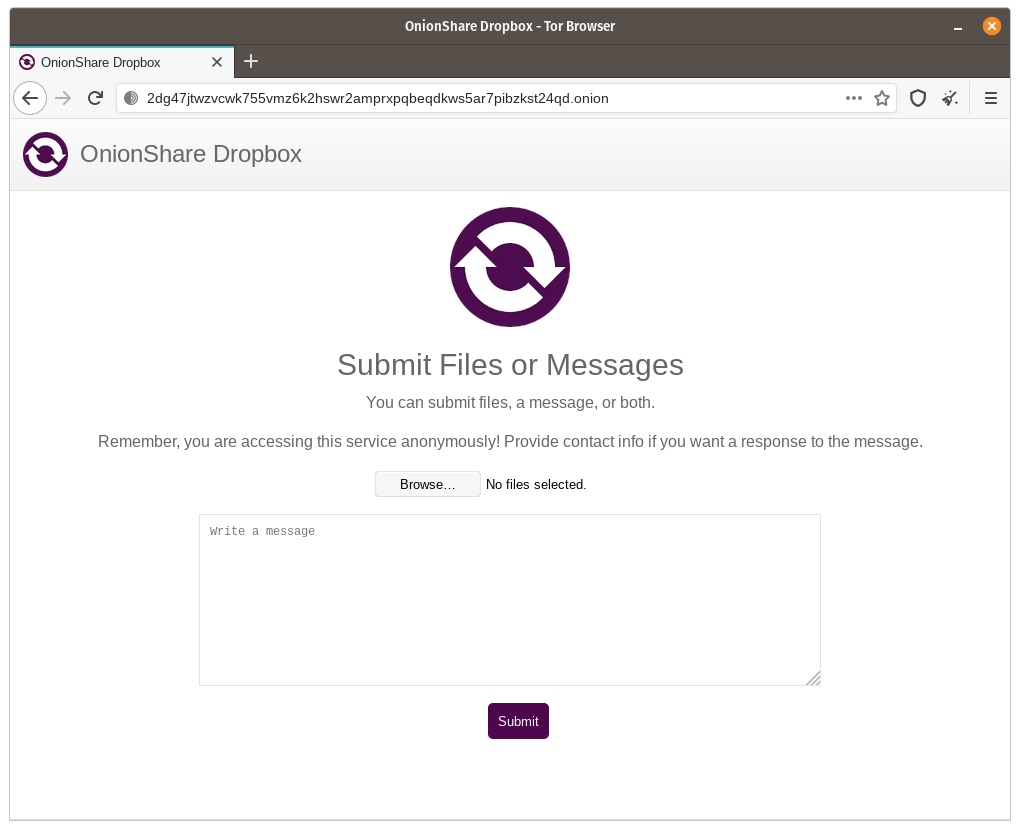 OnionShare Dropbox - Tor Browser
OnionShare Dropbox
2dg47jtwzvcwk755vmz6k2hswr2amprxpqbeqdkws5ar7pibzkst24qd.onion
OnionShare Dropbox
Submit Files or Messages
You can submit files, a message, or both.
Remember, you are accessing this service anonymously! Provide contact info if you want a response to the message.
Browse… No files selected.
Write a message
Submit